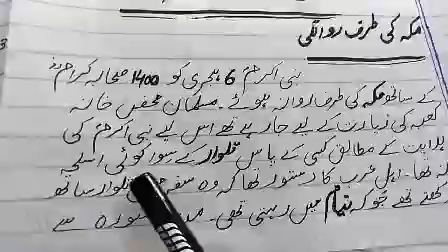 مکہ کی طرف روانگی
نبی اکرمؐ 6 ہجری کو 1400 صحابہ کرامؓ
کے ساتھ مکہ کی طرف روانہ ہوئے۔ مسلمان محض خانہ
کعبہ کی زیارت کے لیے جا رہے تھے اس لیے نبی اکرمؐ کی
ہدایت کے مطابق کسی کے پاس تلوار کے سوا کوئی اسلحہ
نہ تھا۔ اہل عرب کا دستور تھا کہ وہ سفر میں تلوار ساتھ
رکھتے تھے جو کہ نیام میں رہتی تھی۔ سے